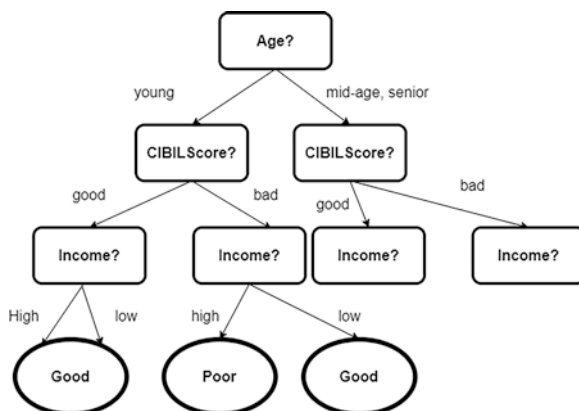 Age?
young
mid-age, senior
CIBILScore?
CIBILScore?
good
bad
good
bad
Income?
Income?
Income?
Income?
High
low
high
low
Good
Poor
Good